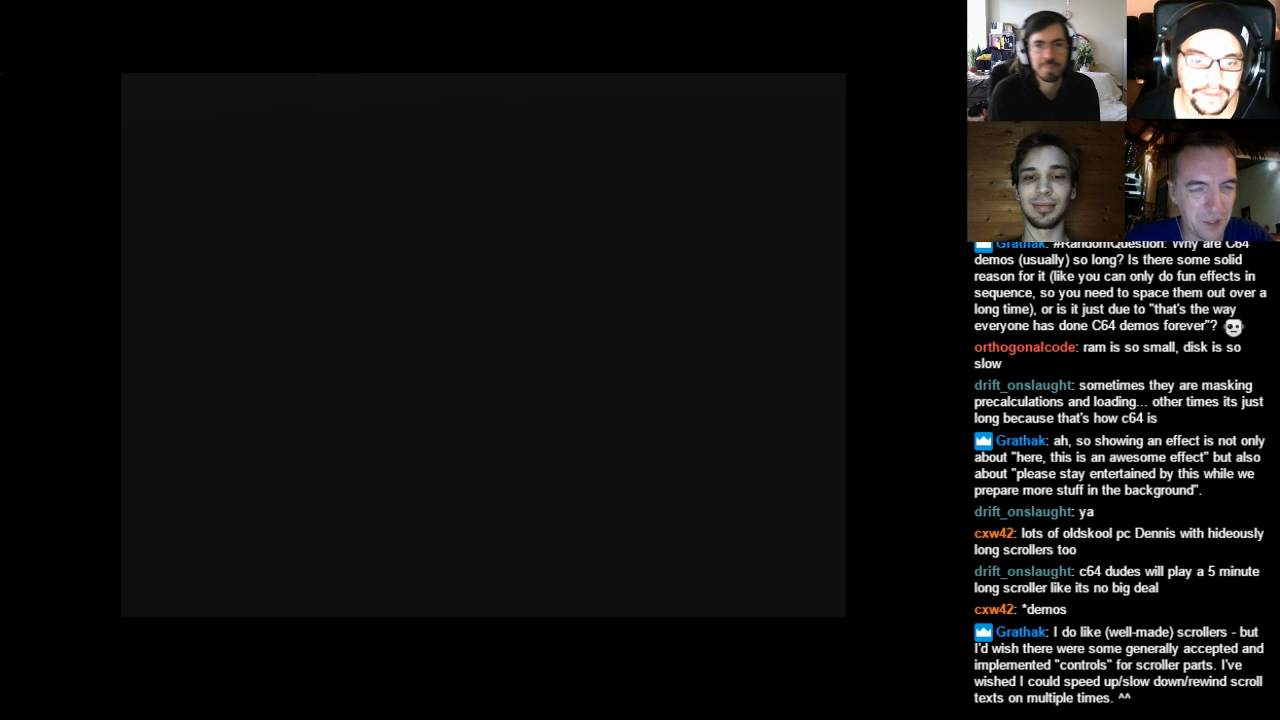 Grathak: #RandomQuestion: Why are C64
demos (usually) so long? Is there some solid
reason for it (like you can only do fun effects in
sequence, so you need to space them out over a
long time), or is it just due to "that's the way
everyone has done C64 demos forever"?
orthogonalcode: ram is so small, disk is so
slow
drift_onslaught: sometimes they are masking
precalculations and loading... other times its just
long because that's how c64 is
Grathak: ah, so showing an effect is not only
about "here, this is an awesome effect" but also
about "please stay entertained by this while we
prepare more stuff in the background".
drift_onslaught: ya
cxw42: lots of oldskool pc Dennis with hideously
long scrollers too
drift_onslaught: c64 dudes will play a 5 minute
long scroller like its no big deal
cxw42: *demos
Grathak: I do like (well-made) scrollers - but
I'd wish there were some generally accepted and
implemented "controls" for scroller parts. I've
wished I could speed up/slow down/rewind scroll
texts on multiple times. ^^